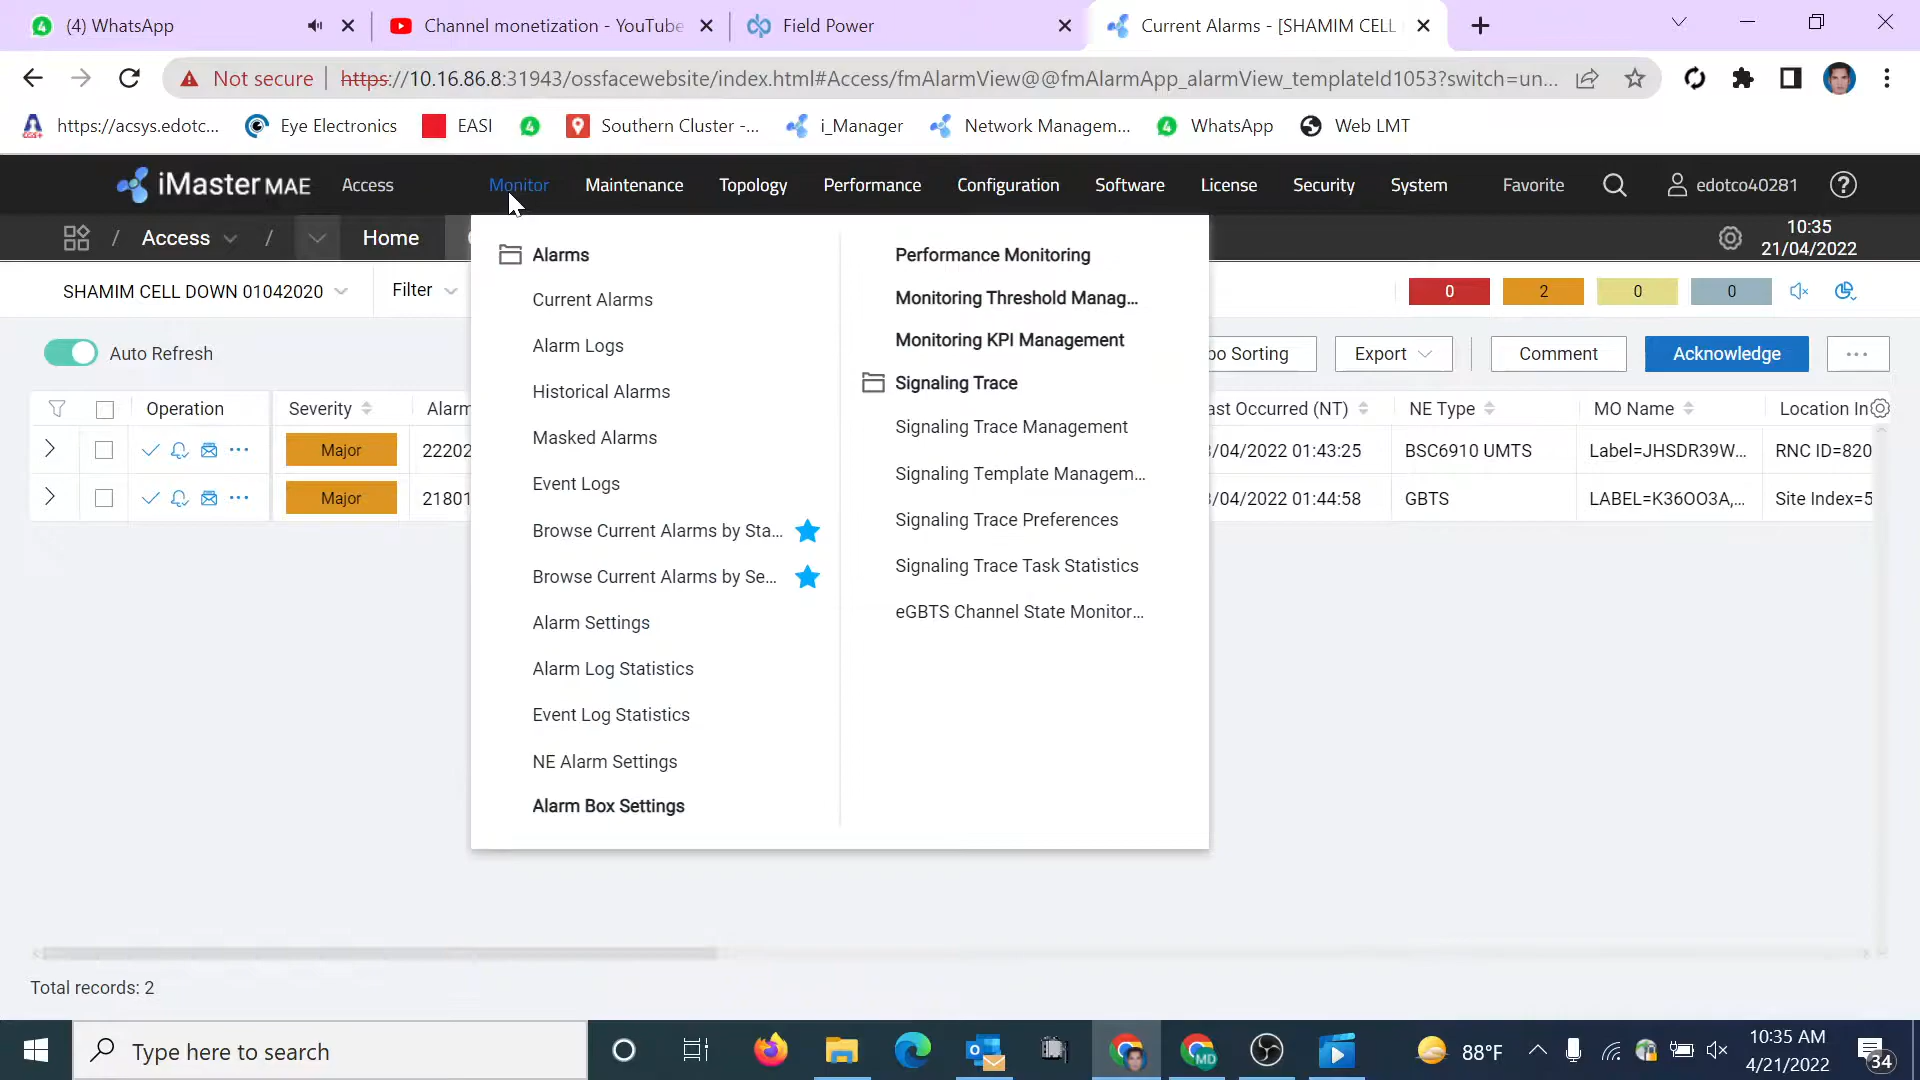 (4) WhatsApp
Channel monetization - YouTube
Field Power
Current Alarms - [SHAMIM CELL
Not secure
https://10.16.86.8:31943/ossfacewebsite/index.html#Access/fmAlarmView@@fmAlarmApp_alarmView_templateId1053?switch=un...
https://acsys.edotc...
Eye Electronics
EASI
Southern Cluster -...
i_Manager
Network Managem...
WhatsApp
Web LMT
iMaster MAE
Access
Monitor
Maintenance
Topology
Performance
Configuration
Software
License
Security
System
Favorite
edotco40281
/ Access /
Home
10:35
21/04/2022
SHAMIM CELL DOWN 01042020
Filter
0
2
0
0
Auto Refresh
Sorting
Export
Comment
Acknowledge
Operation
Severity
Alarm
Occurred (NT)
NE Type
MO Name
Location In
Major
22202
/04/2022 01:43:25
BSC6910 UMTS
Label=JHSDR39W...
RNC ID=820
Major
21801
/04/2022 01:44:58
GBTS
LABEL=K36OO3A,...
Site Index=5
Alarms
Current Alarms
Alarm Logs
Historical Alarms
Masked Alarms
Event Logs
Browse Current Alarms by Sta...
Browse Current Alarms by Se...
Alarm Settings
Alarm Log Statistics
Event Log Statistics
NE Alarm Settings
Alarm Box Settings
Performance Monitoring
Monitoring Threshold Manag...
Monitoring KPI Management
Signaling Trace
Signaling Trace Management
Signaling Template Managem...
Signaling Trace Preferences
Signaling Trace Task Statistics
eGBTS Channel State Monitor...
Total records: 2
Type here to search
MD
88°F
10:35 AM
4/21/2022
34